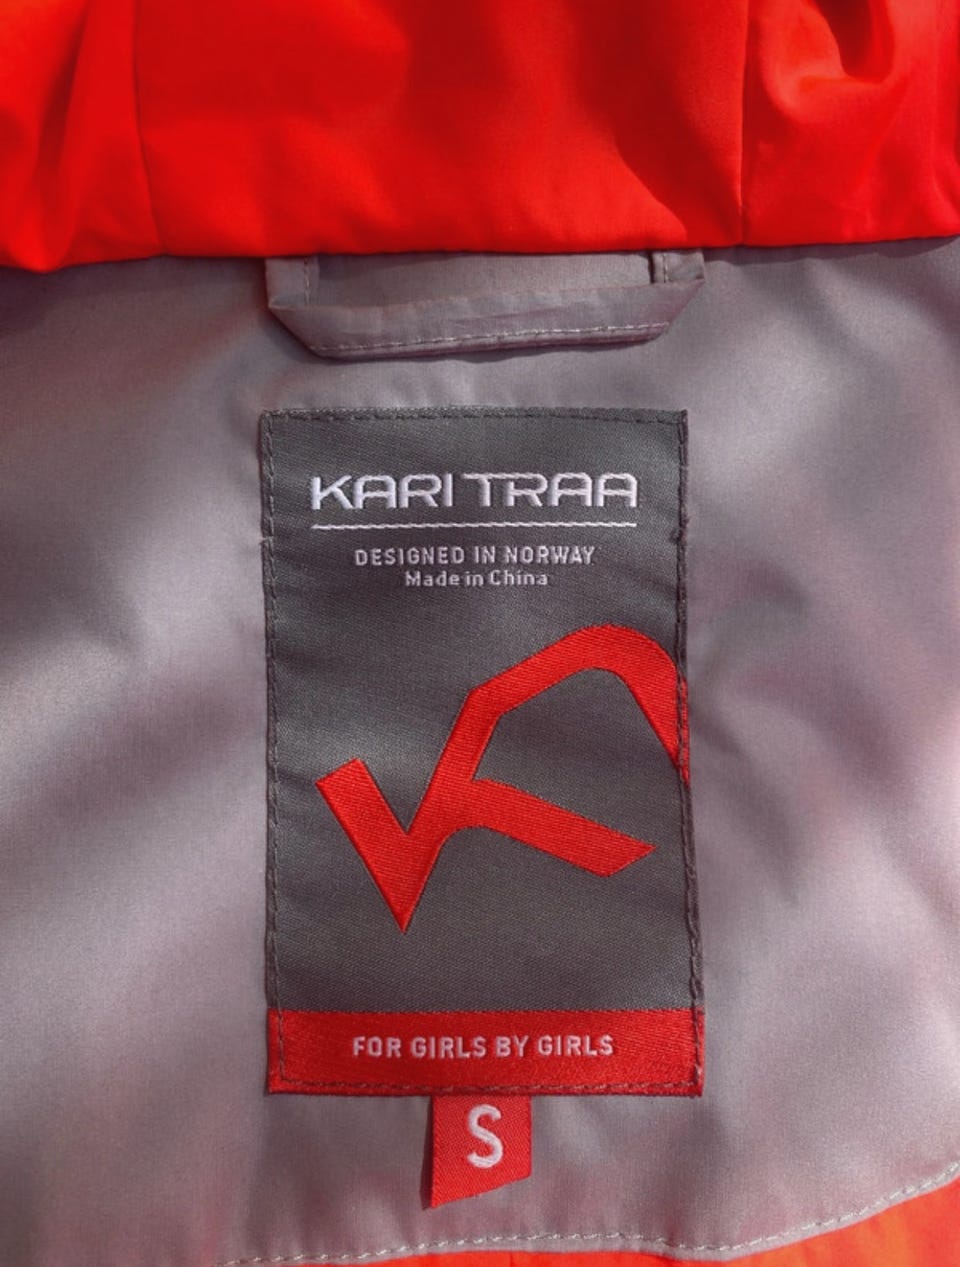 KARI TRAA
DESIGNED IN NORWAY
Made in China
FOR GIRLS BY GIRLS
S